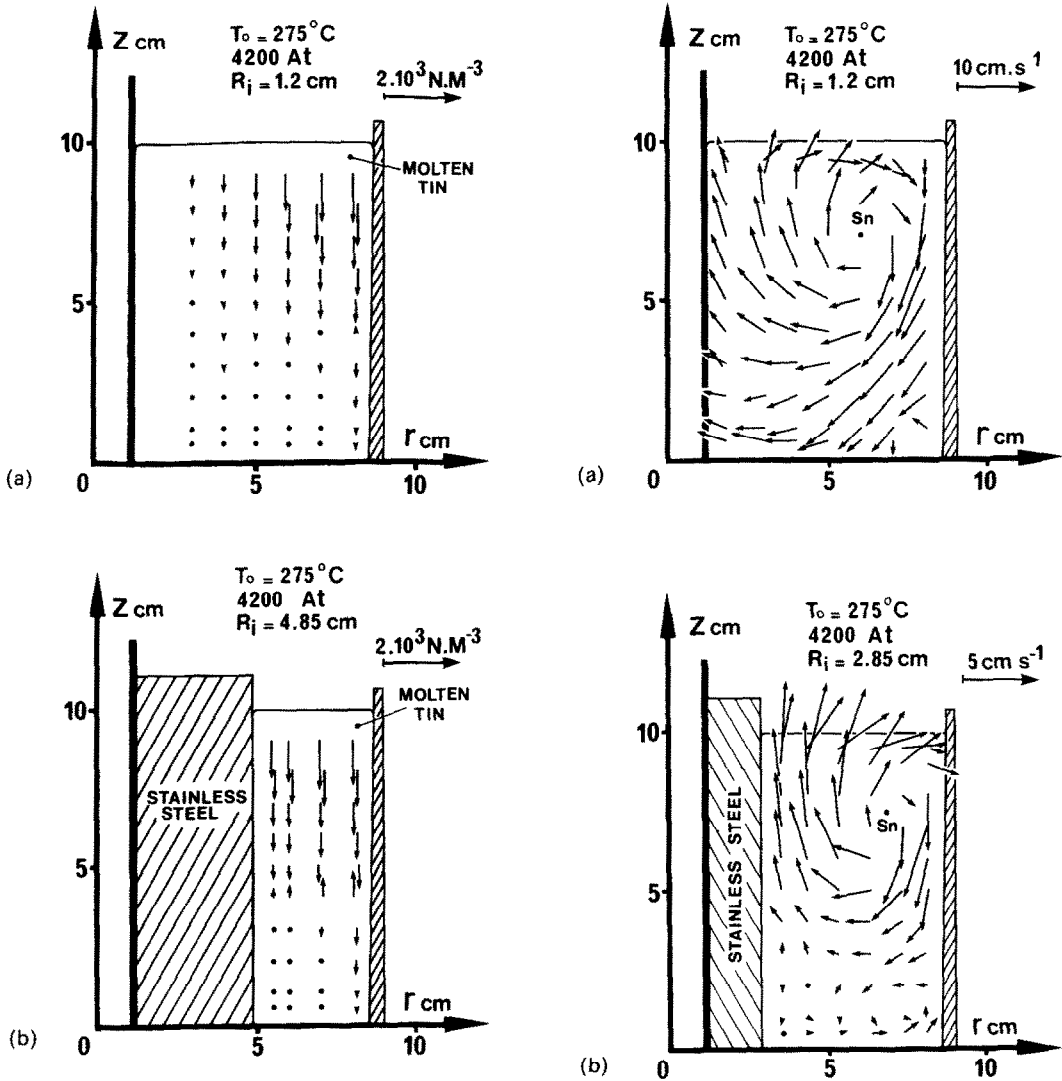 Z cm
T₀ = 275°C
4200 At
Rᵢ = 1.2 cm
2.10³ N.M⁻³
10
MOLTEN
TIN
5
r cm
0
5
10
(a)
Z cm
T₀ = 275°C
4200 At
Rᵢ = 1.2 cm
10 cm.s⁻¹
10
Sn
5
r cm
0
5
10
(a)
Z cm
T₀ = 275°C
4200 At
Rᵢ = 4.85 cm
2.10³ N.M⁻³
10
MOLTEN
TIN
STAINLESS
STEEL
5
r cm
0
5
10
(b)
Z cm
T₀ = 275°C
4200 At
Rᵢ = 2.85 cm
5 cm s⁻¹
10
Sn
STAINLESS STEEL
5
r cm
0
5
10
(b)